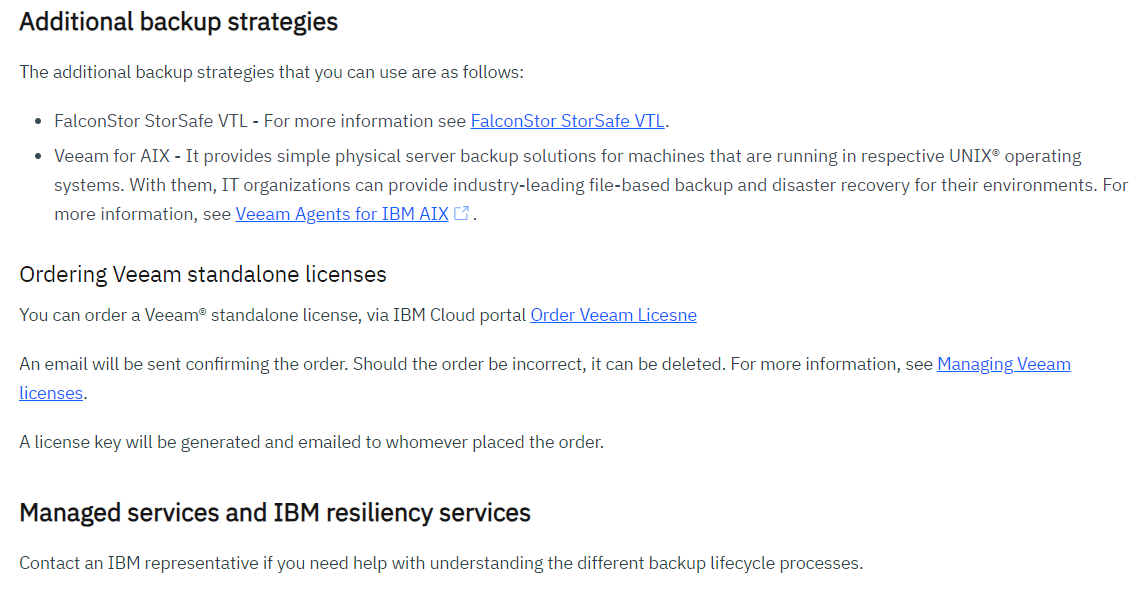 Additional backup strategies
The additional backup strategies that you can use are as follows:
• FalconStor StorSafe VTL - For more information see FalconStor StorSafe VTL.
• Veeam for AIX - It provides simple physical server backup solutions for machines that are running in respective UNIX® operating
systems. With them, IT organizations can provide industry-leading file-based backup and disaster recovery for their environments. For
more information, see Veeam Agents for IBM AIX .
Ordering Veeam standalone licenses
You can order a Veeam® standalone license, via IBM Cloud portal Order Veeam Licesne
An email will be sent confirming the order. Should the order be incorrect, it can be deleted. For more information, see Managing Veeam
licenses.
A license key will be generated and emailed to whomever placed the order.
Managed services and IBM resiliency services
Contact an IBM representative if you need help with understanding the different backup lifecycle processes.